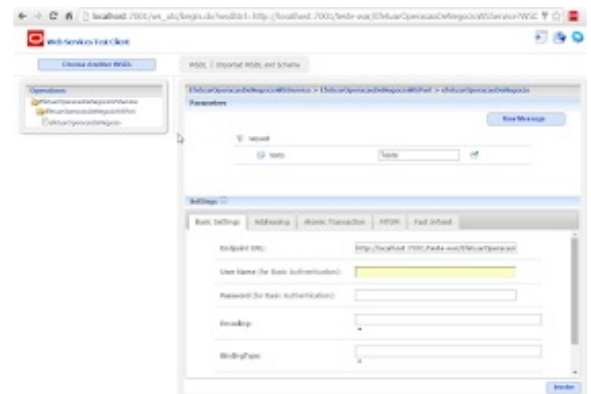 localhost:7001/ws_utc/begin.do?wsdlUrl=http://localhost:7001/teste-war/EfetuarOperacaoDeNegocioWSService?WSD
Web Services Test Client
Choose Another WSDL
WSDL | Imported WSDL and Schema
Operations
EfetuarOperacaoDeNegocioWSService
EfetuarOperacaoDeNegocioWSPort
efetuarOperacaoDeNegocio
EfetuarOperacaoDeNegocioWSService > EfetuarOperacaoDeNegocioWSPort > efetuarOperacaoDeNegocio
Parameters
Raw Message
Teste
Settings
Basic Settings
Addressing
Atomic Transaction
MTOM
Fast Infoset
Endpoint URL:
http://localhost:7001/teste-war/EfetuarOperacao
User Name (for Basic Authentication):
Password (for Basic Authentication):
Encoding:
BindingType:
Invoke